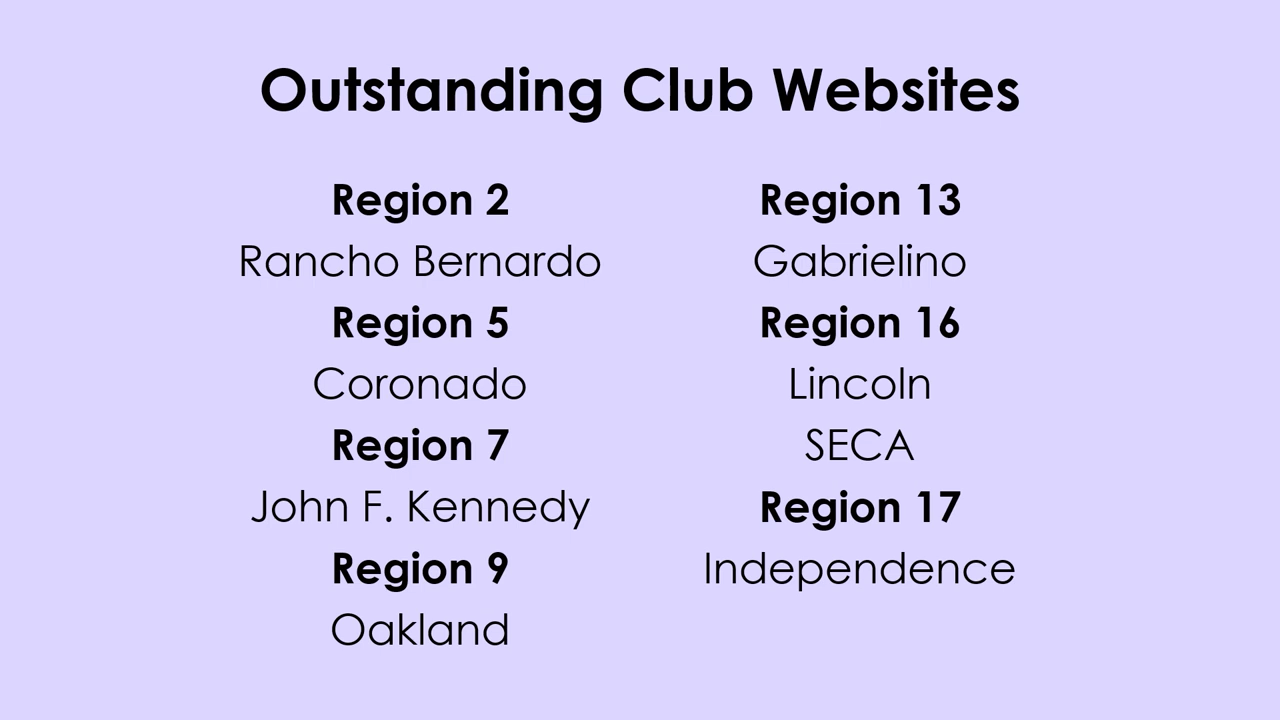 Outstanding Club Websites
Region 2
Rancho Bernardo
Region 5
Coronado
Region 7
John F. Kennedy
Region 9
Oakland
Region 13
Gabrielino
Region 16
Lincoln
SECA
Region 17
Independence